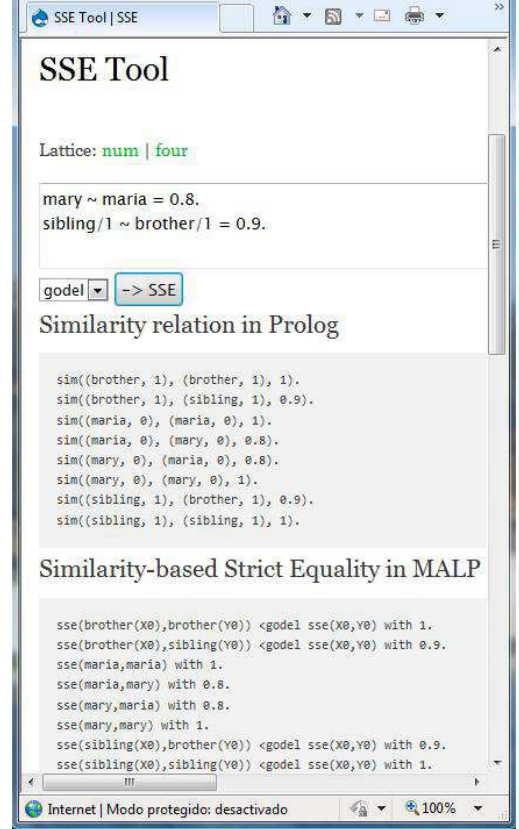 SSE Tool | SSE
SSE Tool
Lattice: num | four
mary ~ maria = 0.8.
sibling/1 ~ brother/1 = 0.9.
godel -> SSE
Similarity relation in Prolog
sim((brother, 1), (brother, 1), 1).
sim((brother, 1), (sibling, 1), 0.9).
sim((maria, 0), (maria, 0), 1).
sim((maria, 0), (mary, 0), 0.8).
sim((mary, 0), (maria, 0), 0.8).
sim((mary, 0), (mary, 0), 1).
sim((sibling, 1), (brother, 1), 0.9).
sim((sibling, 1), (sibling, 1), 1).
Similarity-based Strict Equality in MALP
sse(brother(X0),brother(Y0)) <godel sse(X0,Y0) with 1.
sse(brother(X0),sibling(Y0)) <godel sse(X0,Y0) with 0.9.
sse(maria,maria) with 1.
sse(maria,mary) with 0.8.
sse(mary,maria) with 0.8.
sse(mary,mary) with 1.
sse(sibling(X0),brother(Y0)) <godel sse(X0,Y0) with 0.9.
sse(sibling(X0),sibling(Y0)) <godel sse(X0,Y0) with 1.
Internet | Modo protegido: desactivado 100%